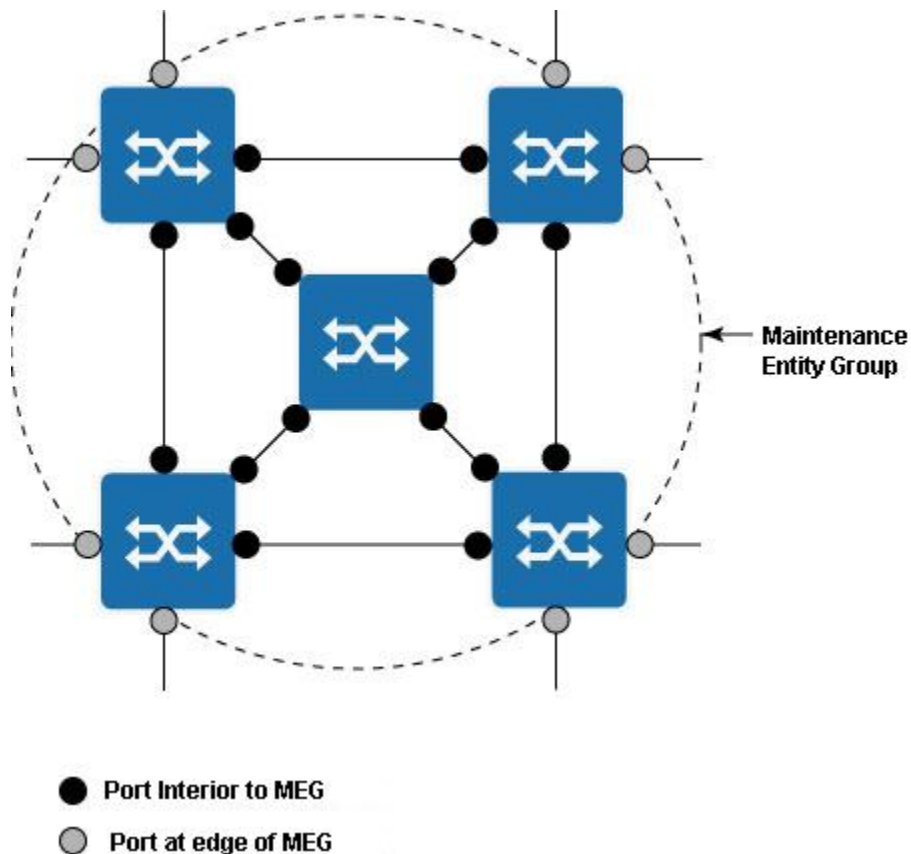 Maintenance
Entity Group
Port Interior to MEG
Port at edge of MEG